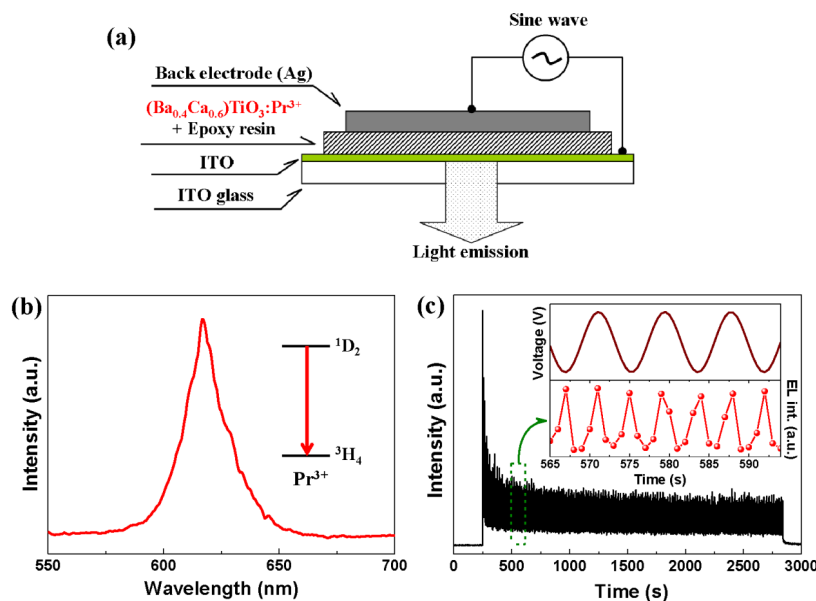 (a)
Sine wave
Back electrode (Ag)
(Ba₀.₄Ca₀.₆)TiO₃:Pr³⁺
+ Epoxy resin
ITO
ITO glass
Light emission
(b)
Intensity (a.u.)
¹D₂
³H₄
Pr³⁺
550 600 650 700
Wavelength (nm)
(c)
Intensity (a.u.)
Voltage (V)
EL int. (a.u.)
565 570 575 580 585 590
Time (s)
0 500 1000 1500 2000 2500 3000
Time (s)